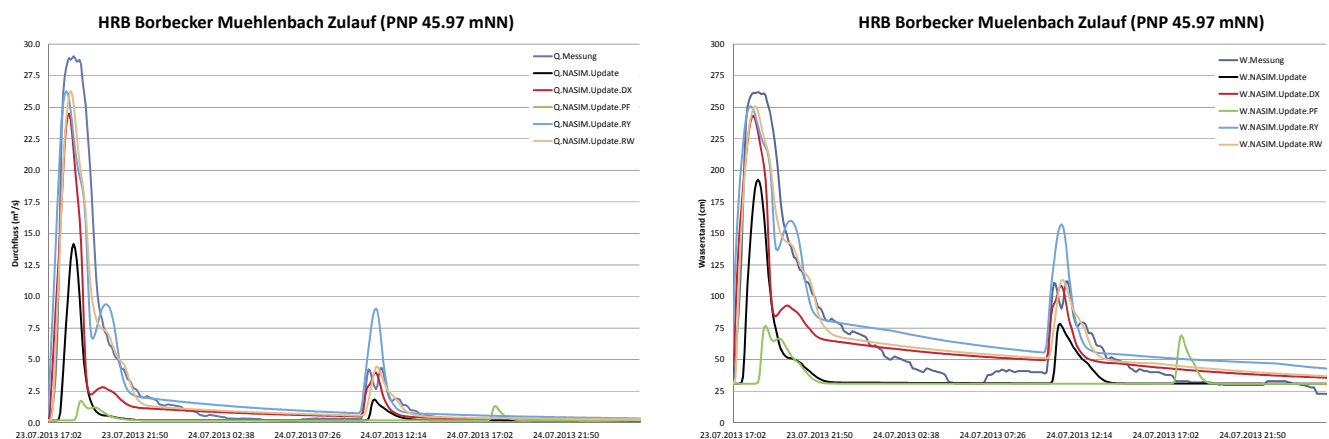 HRB Borbecker Muehlenbach Zulauf (PNP 45.97 mNN)
30.0
27.5
25.0
22.5
20.0
17.5
15.0
12.5
10.0
7.5
5.0
2.5
0.0
Durchfluss (m³/s)
Q.Messung
Q.NASIM.Update
Q.NASIM.Update.DX
Q.NASIM.Update.PF
Q.NASIM.Update.RY
Q.NASIM.Update.RW
23.07.2013 17:02 23.07.2013 21:50 24.07.2013 02:38 24.07.2013 07:26 24.07.2013 12:14 24.07.2013 17:02 24.07.2013 21:50
HRB Borbecker Muelenbach Zulauf (PNP 45.97 mNN)
300
275
250
225
200
175
150
125
100
75
50
25
0
Wasserstand (cm)
W.Messung
W.NASIM.Update
W.NASIM.Update.DX
W.NASIM.Update.PF
W.NASIM.Update.RY
W.NASIM.Update.RW
23.07.2013 17:02 23.07.2013 21:50 24.07.2013 02:38 24.07.2013 07:26 24.07.2013 12:14 24.07.2013 17:02 24.07.2013 21:50